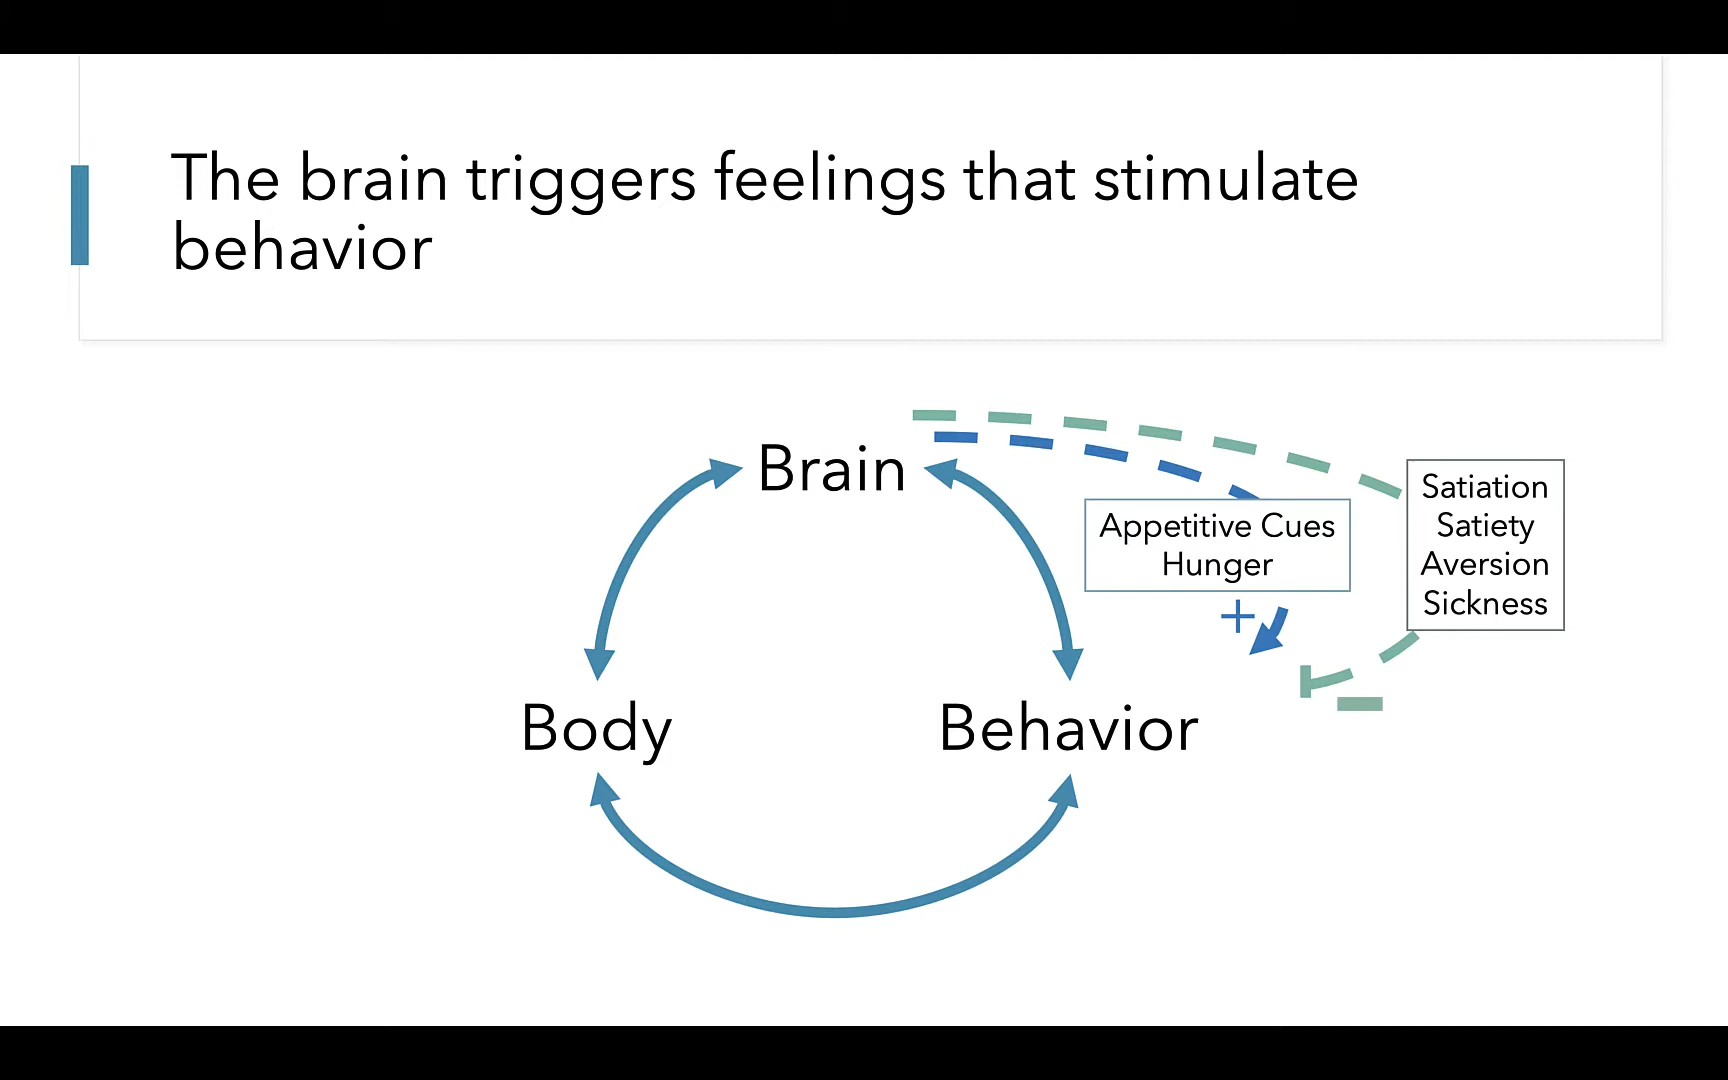 The brain triggers feelings that stimulate
behavior
Brain
Appetitive Cues
Hunger
+
Satiation
Satiety
Aversion
Sickness
Body
Behavior